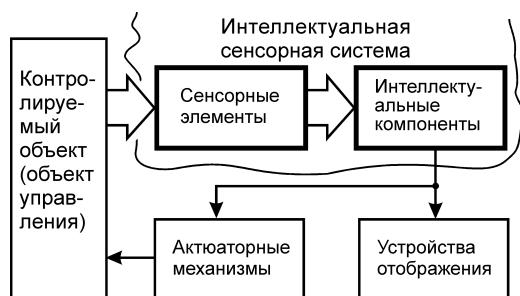 Интеллектуальная
сенсорная система
Контро-
лируе-
мый
объект
(объект
управ-
ления)
Сенсорные
элементы
Интеллекту-
альные
компоненты
Актюаторные
механизмы
Устройства
отображения